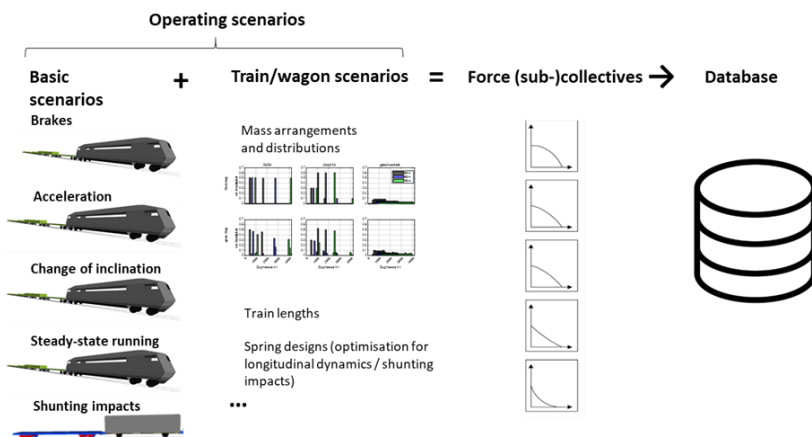 Operating scenarios
Basic
scenarios
+
Train/wagon scenarios
=
Force (sub-)collectives
→
Database
Brakes
Acceleration
Change of inclination
Steady-state running
Shunting impacts
Mass arrangements
and distributions
Train lengths
Spring designs (optimisation for
longitudinal dynamics / shunting
impacts)
...